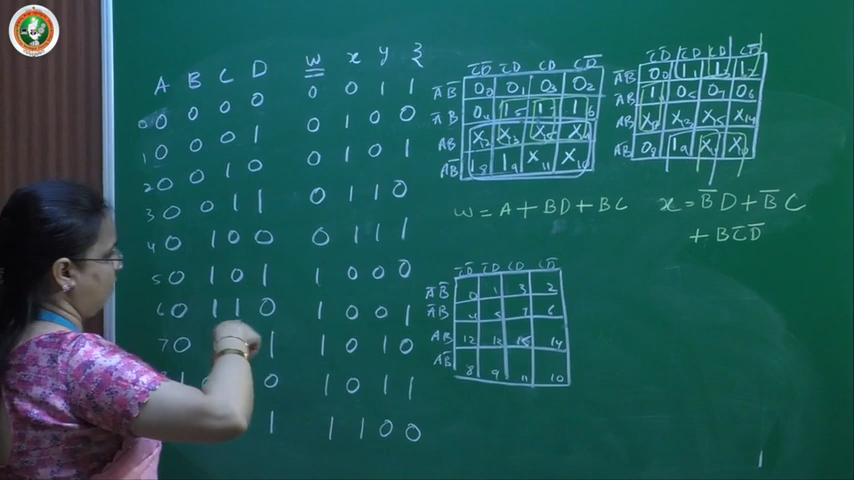 A B C D w x y z
0 0 0 0 0 0 0 1 1
1 0 0 0 1 0 1 0 0
2 0 0 1 0 0 1 0 1
3 0 0 1 1 0 1 1 0
4 0 1 0 0 0 1 1 1
5 0 1 0 1 1 0 0 0
6 0 1 1 0 1 0 0 1
7 0 1 1 0 1 0
1 0 1 0 1 1
1 1 1 0 0
C̅D̅ C̅D CD CD̅
A̅B̅ 0₀ 0₁ 0₃ 0₂
A̅B 0₄ 1₅ 1₇ 1₆
AB X₁₂ X₁₃ X₁₅ X₁₄
AB̅ 1₈ 1₉ X₁₁ X₁₀
w = A + BD + BC
C̅D̅ C̅D CD CD̅
A̅B̅ 0₀ 1₁ 1₃ 1₂
A̅B 1₄ 0₅ 0₇ 0₆
AB X₁₂ X₁₃ X₁₅ X₁₄
AB̅ 0₈ 1₉ X₁₁ X₁₀
x = B̅D + B̅C
+ BC̅D̅
C̅D̅ C̅D CD CD̅
A̅B̅ 0 1 3 2
A̅B 4 5 7 6
AB 12 13 15 14
AB̅ 8 9 11 10